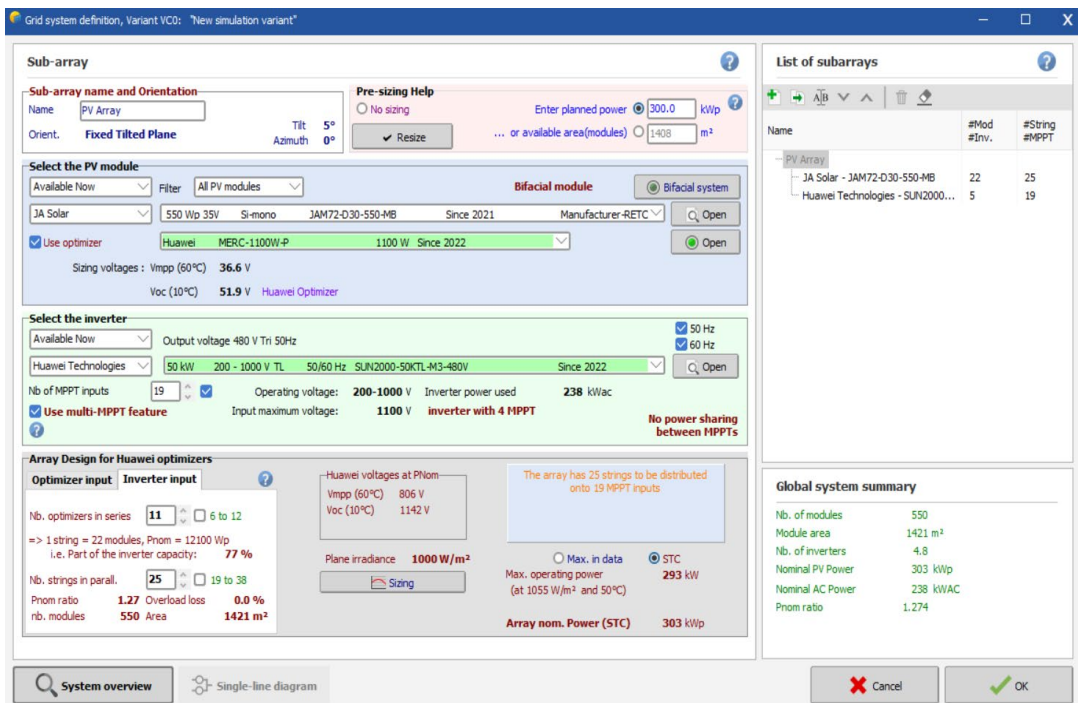 Grid system definition, Variant VC0: "New simulation variant"
Sub-array
Sub-array name and Orientation
Name PV Array
Orient. Fixed Tilted Plane
Tilt 5°
Azimuth 0°
Pre-sizing Help
No sizing
Enter planned power 300.0 kWp
Resize
... or available area(modules) 1408 m²
Select the PV module
Available Now Filter All PV modules Bifacial module Bifacial system
JA Solar 550 Wp 35V Si-mono JAM72-D30-550-MB Since 2021 Manufacturer-RETC Open
Use optimizer Huawei MERC-1100W-P 1100 W Since 2022 Open
Sizing voltages : Vmpp (60°C) 36.6 V
Voc (10°C) 51.9 V Huawei Optimizer
Select the inverter
Available Now Output voltage 480 V Tri 50Hz
50 Hz
60 Hz
Huawei Technologies 50 kW 200 - 1000 V TL 50/60 Hz SUN2000-50KTL-M3-480V Since 2022 Open
Nb of MPPT inputs 19 Operating voltage: 200-1000 V Inverter power used 238 kWac
Use multi-MPPT feature Input maximum voltage: 1100 V inverter with 4 MPPT
No power sharing
between MPPTs
Array Design for Huawei optimizers
Optimizer input Inverter input
Nb. optimizers in series 11 6 to 12
=> 1 string = 22 modules, Pnom = 12100 Wp
i.e. Part of the inverter capacity: 77 %
Nb. strings in parall. 25 19 to 38
Pnom ratio 1.27 Overload loss 0.0 %
nb. modules 550 Area 1421 m²
Huawei voltages at PNom
Vmpp (60°C) 806 V
Voc (10°C) 1142 V
Plane irradiance 1000 W/m²
Sizing
The array has 25 strings to be distributed
onto 19 MPPT inputs
Max. in data STC
Max. operating power 293 kW
(at 1055 W/m² and 50°C)
Array nom. Power (STC) 303 kWp
List of subarrays
Name
#Mod #String
#Inv. #MPPT
PV Array
JA Solar - JAM72-D30-550-MB 22 25
Huawei Technologies - SUN2000... 5 19
Global system summary
Nb. of modules 550
Module area 1421 m²
Nb. of inverters 4.8
Nominal PV Power 303 kWp
Nominal AC Power 238 kWAC
Pnom ratio 1.274
System overview
Single-line diagram
Cancel
OK